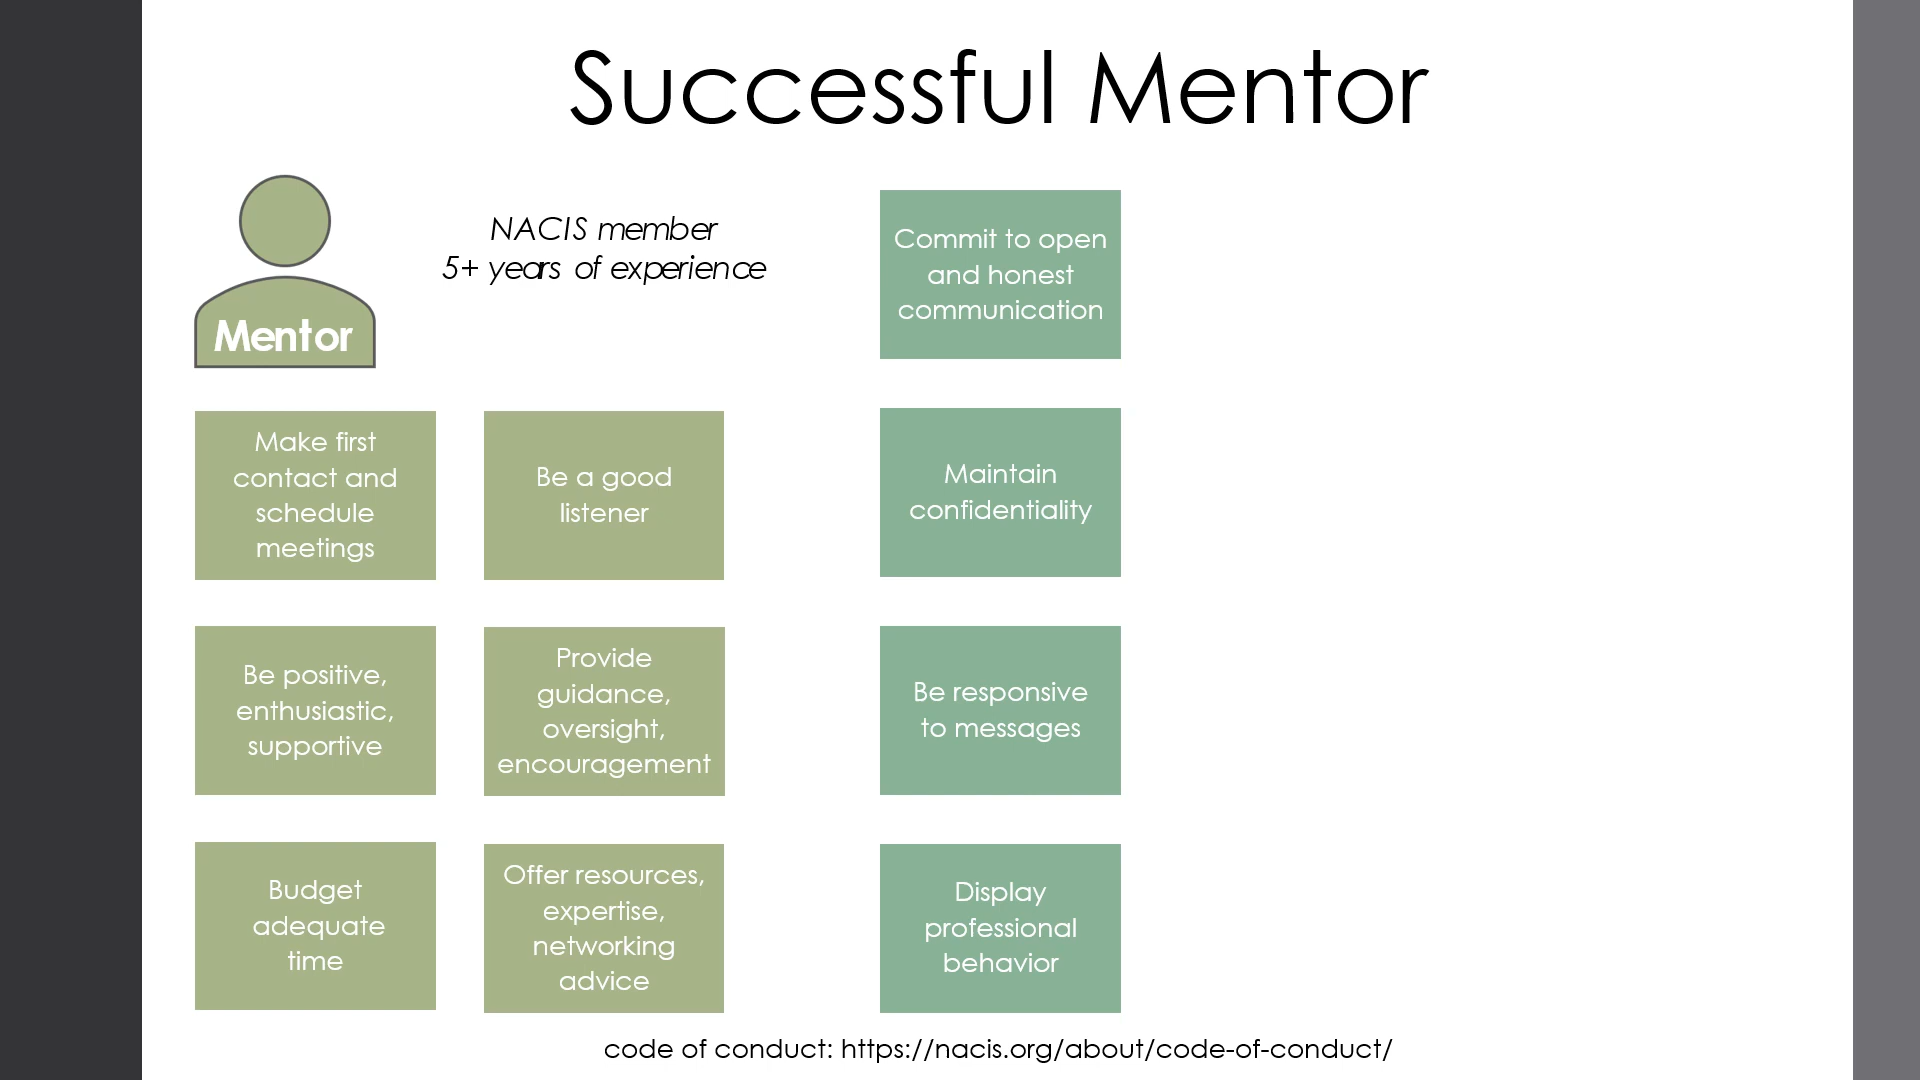 Successful Mentor
Mentor
NACIS member
5+ years of experience
Make first
contact and
schedule
meetings
Be a good
listener
Be positive,
enthusiastic,
supportive
Provide
guidance,
oversight,
encouragement
Budget
adequate
time
Offer resources,
expertise,
networking
advice
Commit to open
and honest
communication
Maintain
confidentiality
Be responsive
to messages
Display
professional
behavior
code of conduct: https://nacis.org/about/code-of-conduct/